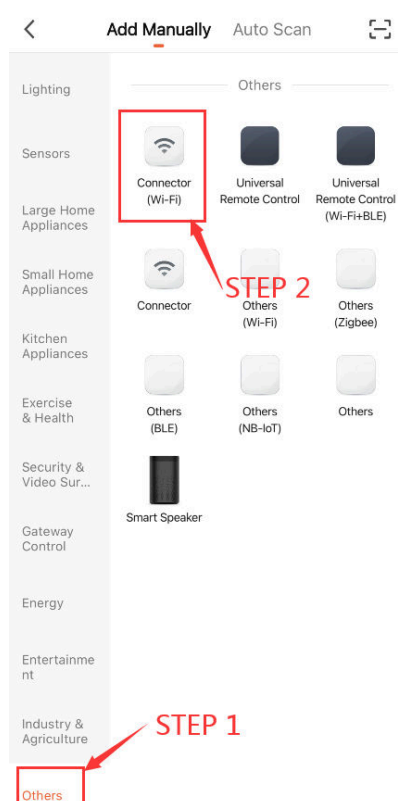 Add Manually
Auto Scan
Lighting
Sensors
Large Home
Appliances
Small Home
Appliances
Kitchen
Appliances
Exercise
& Health
Security &
Video Sur...
Gateway
Control
Energy
Entertainme
nt
Industry &
Agriculture
Others
Others
Connector
(Wi-Fi)
Universal
Remote Control
Universal
Remote Control
(Wi-Fi+BLE)
STEP 2
Connector
Others
(Wi-Fi)
Others
(Zigbee)
Others
(BLE)
Others
(NB-IoT)
Others
Smart Speaker
STEP 1